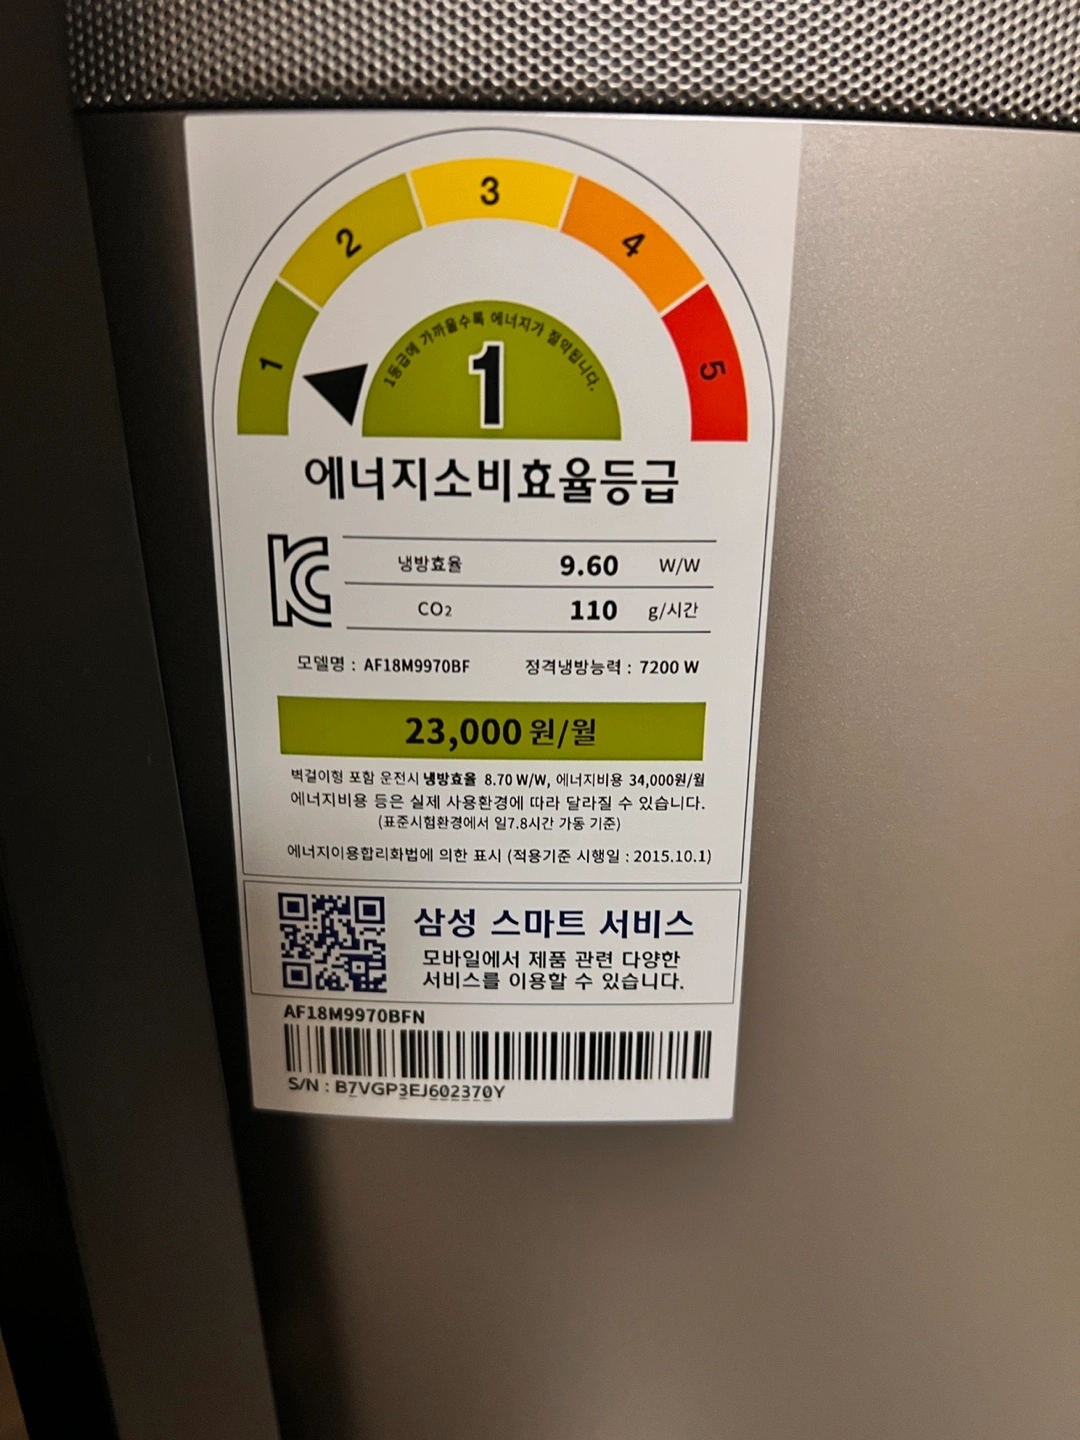 1
2
3
4
5
1등급에 가까울수록 에너지가 절약됩니다.
1
에너지소비효율등급
냉방효율 9.60 W/W
CO2 110 g/시간
모델명 : AF18M9970BF 정격냉방능력 : 7200 W
23,000 원/월
벽걸이형 포함 운전시 냉방효율 8.70 W/W, 에너지비용 34,000원/월
에너지비용 등은 실제 사용환경에 따라 달라질 수 있습니다.
(표준시험환경에서 일7.8시간 가동 기준)
에너지이용합리화법에 의한 표시 (적용기준 시행일 : 2015.10.1)
삼성 스마트 서비스
모바일에서 제품 관련 다양한
서비스를 이용할 수 있습니다.
AF18M9970BFN
S/N : B7VGP3EJ602370Y